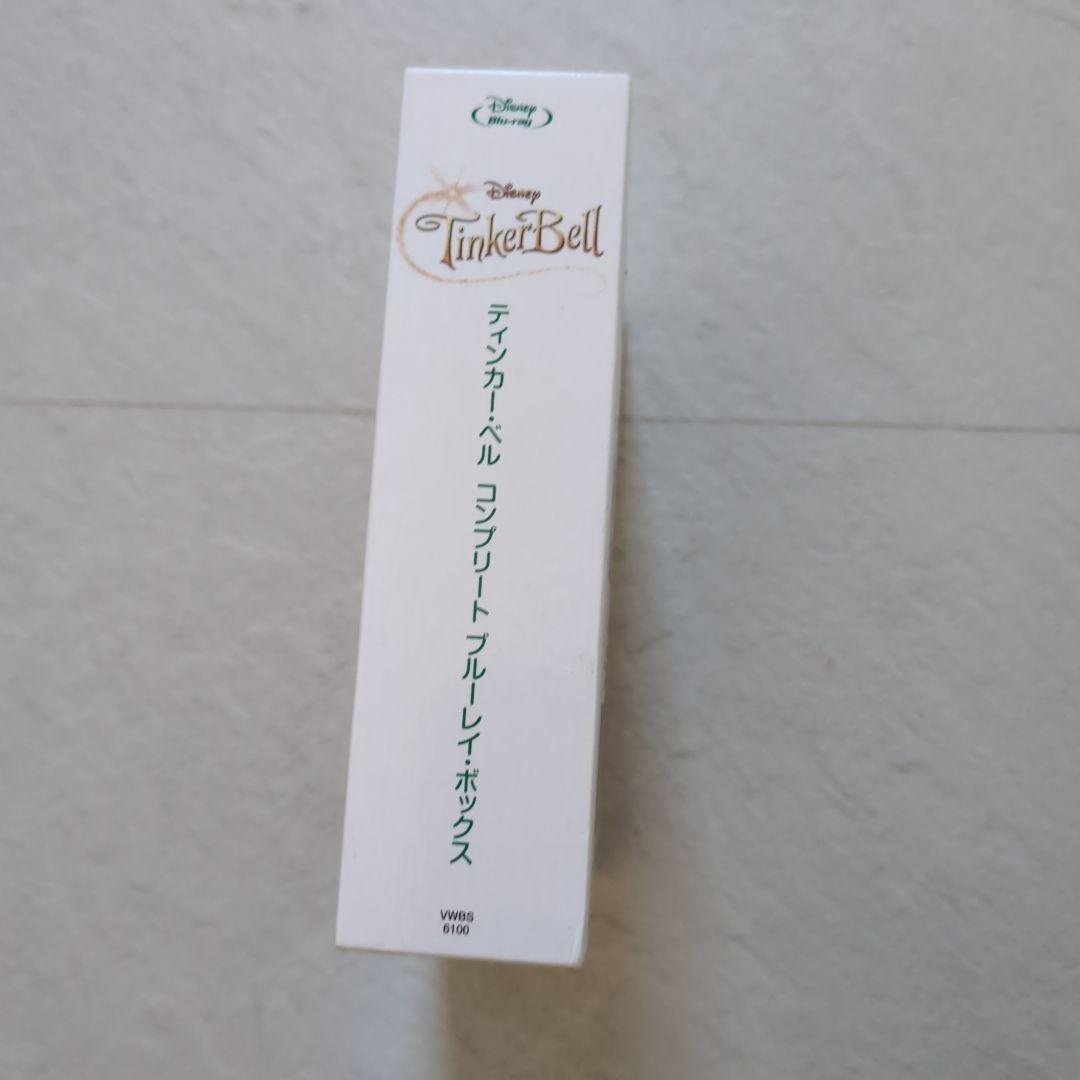 Disney
Blu-ray
Disney
TinkerBell
ティンカー・ベル コンプリート ブルーレイ・ボックス
VWBS
6100